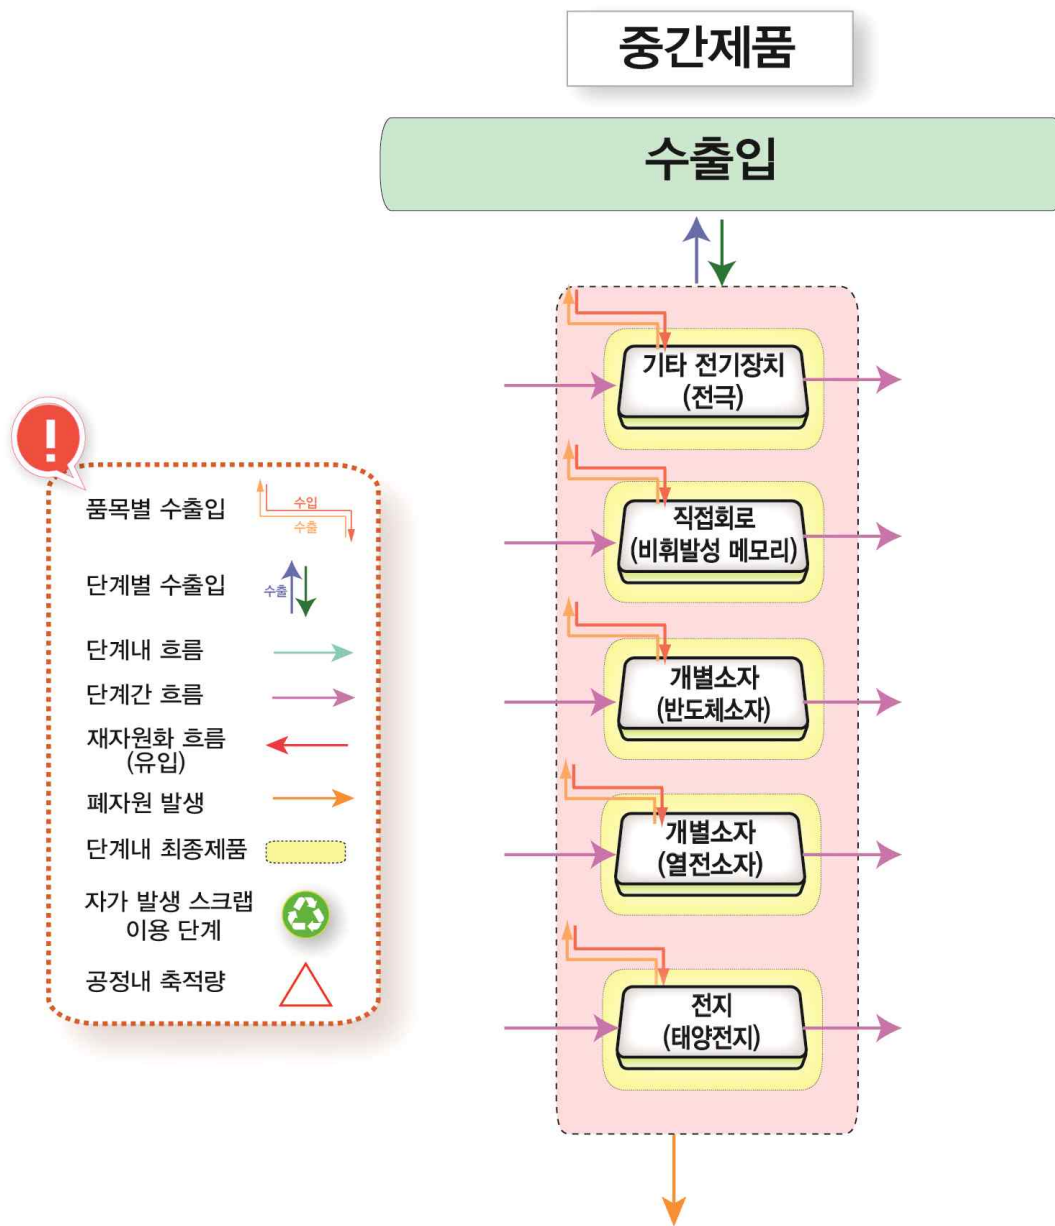 중간제품
수출입
기타 전기장치
(전극)
직접회로
(비휘발성 메모리)
개별소자
(반도체소자)
개별소자
(열전소자)
전지
(태양전지)
!
품목별 수출입
수입
수출
단계별 수출입
수출
단계내 흐름
단계간 흐름
재자원화 흐름
(유입)
폐자원 발생
단계내 최종제품
자가 발생 스크랩
이용 단계
공정내 축적량